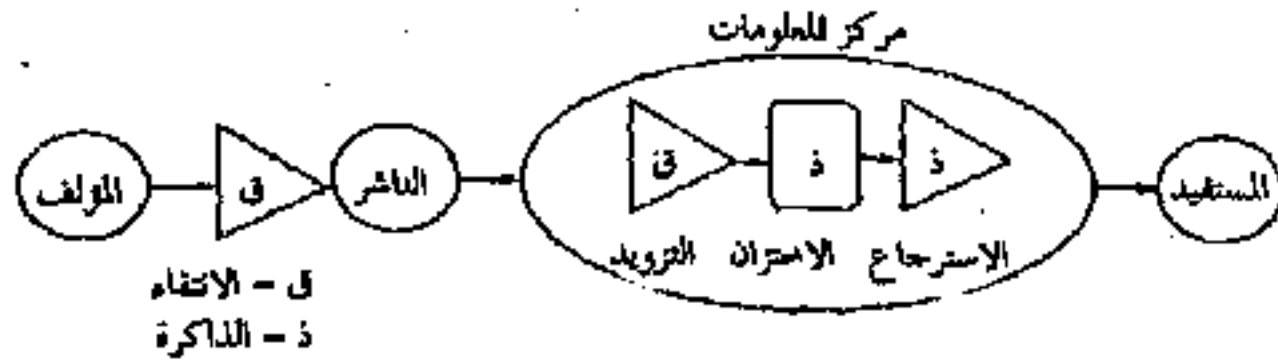 مركز المعلومات
المؤلف ق الناشر ق ذ ذ المستفيد
التزويد الاختزان الاسترجاع
ق - الانتقاء
ذ - الذاكرة